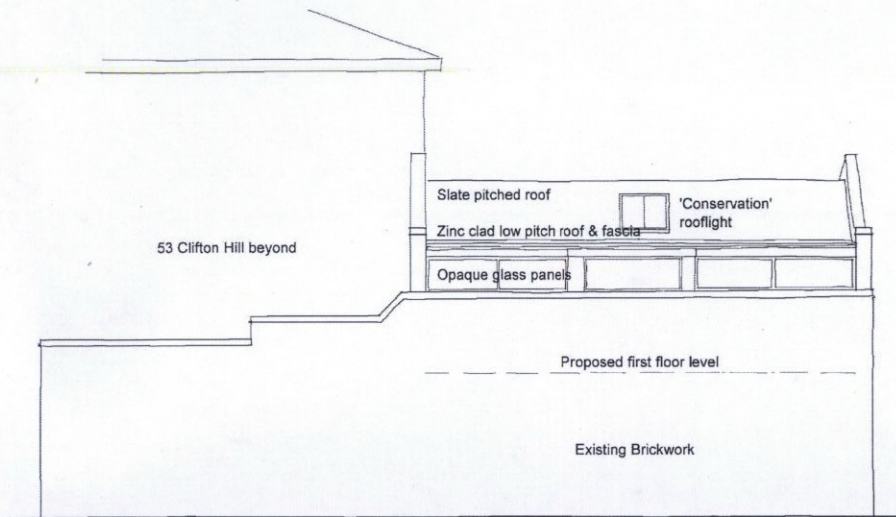 Slate pitched roof
'Conservation'
rooflight
Zinc clad low pitch roof & fascia
53 Clifton Hill beyond
Opaque glass panels
Proposed first floor level
Existing Brickwork